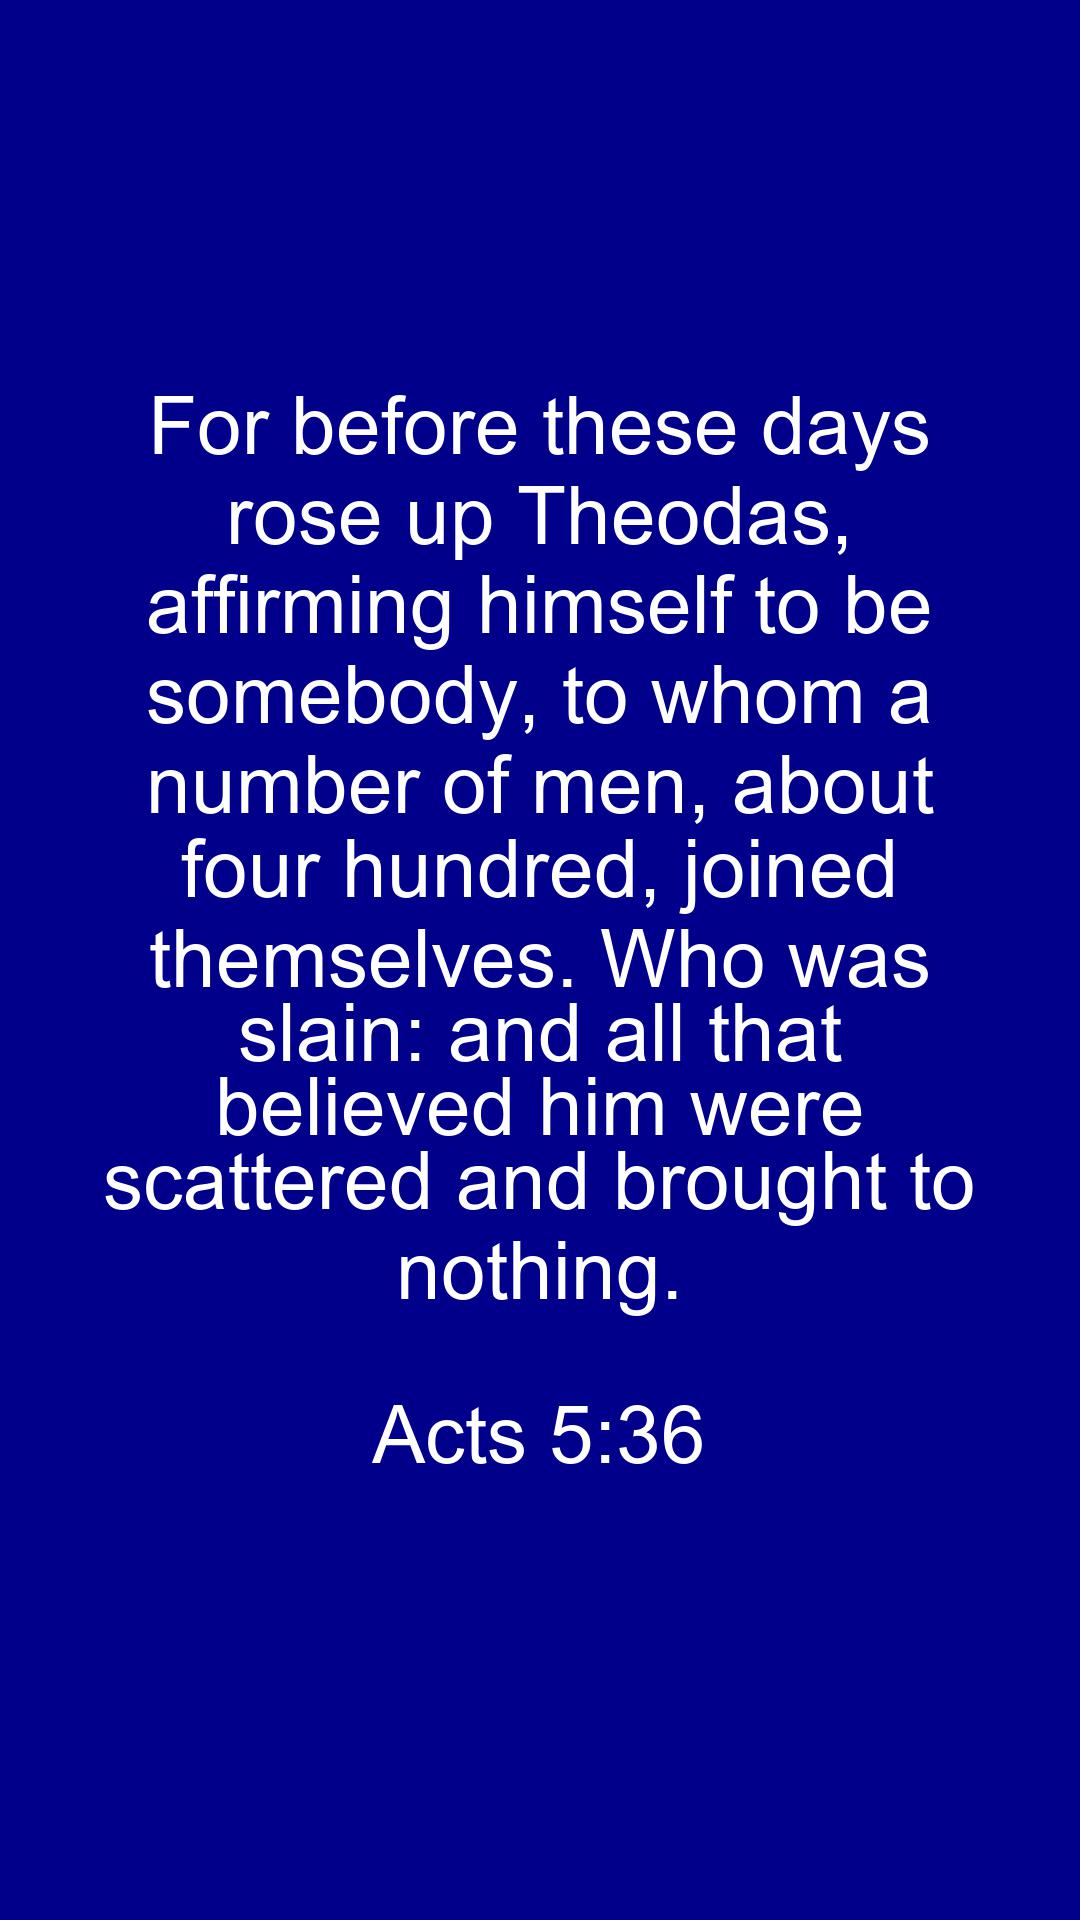 For before these days
rose up Theodas,
affirming himself to be
somebody, to whom a
number of men, about
four hundred, joined
themselves. Who was
slain: and all that
believed him were
scattered and brought to
nothing.
Acts 5:36